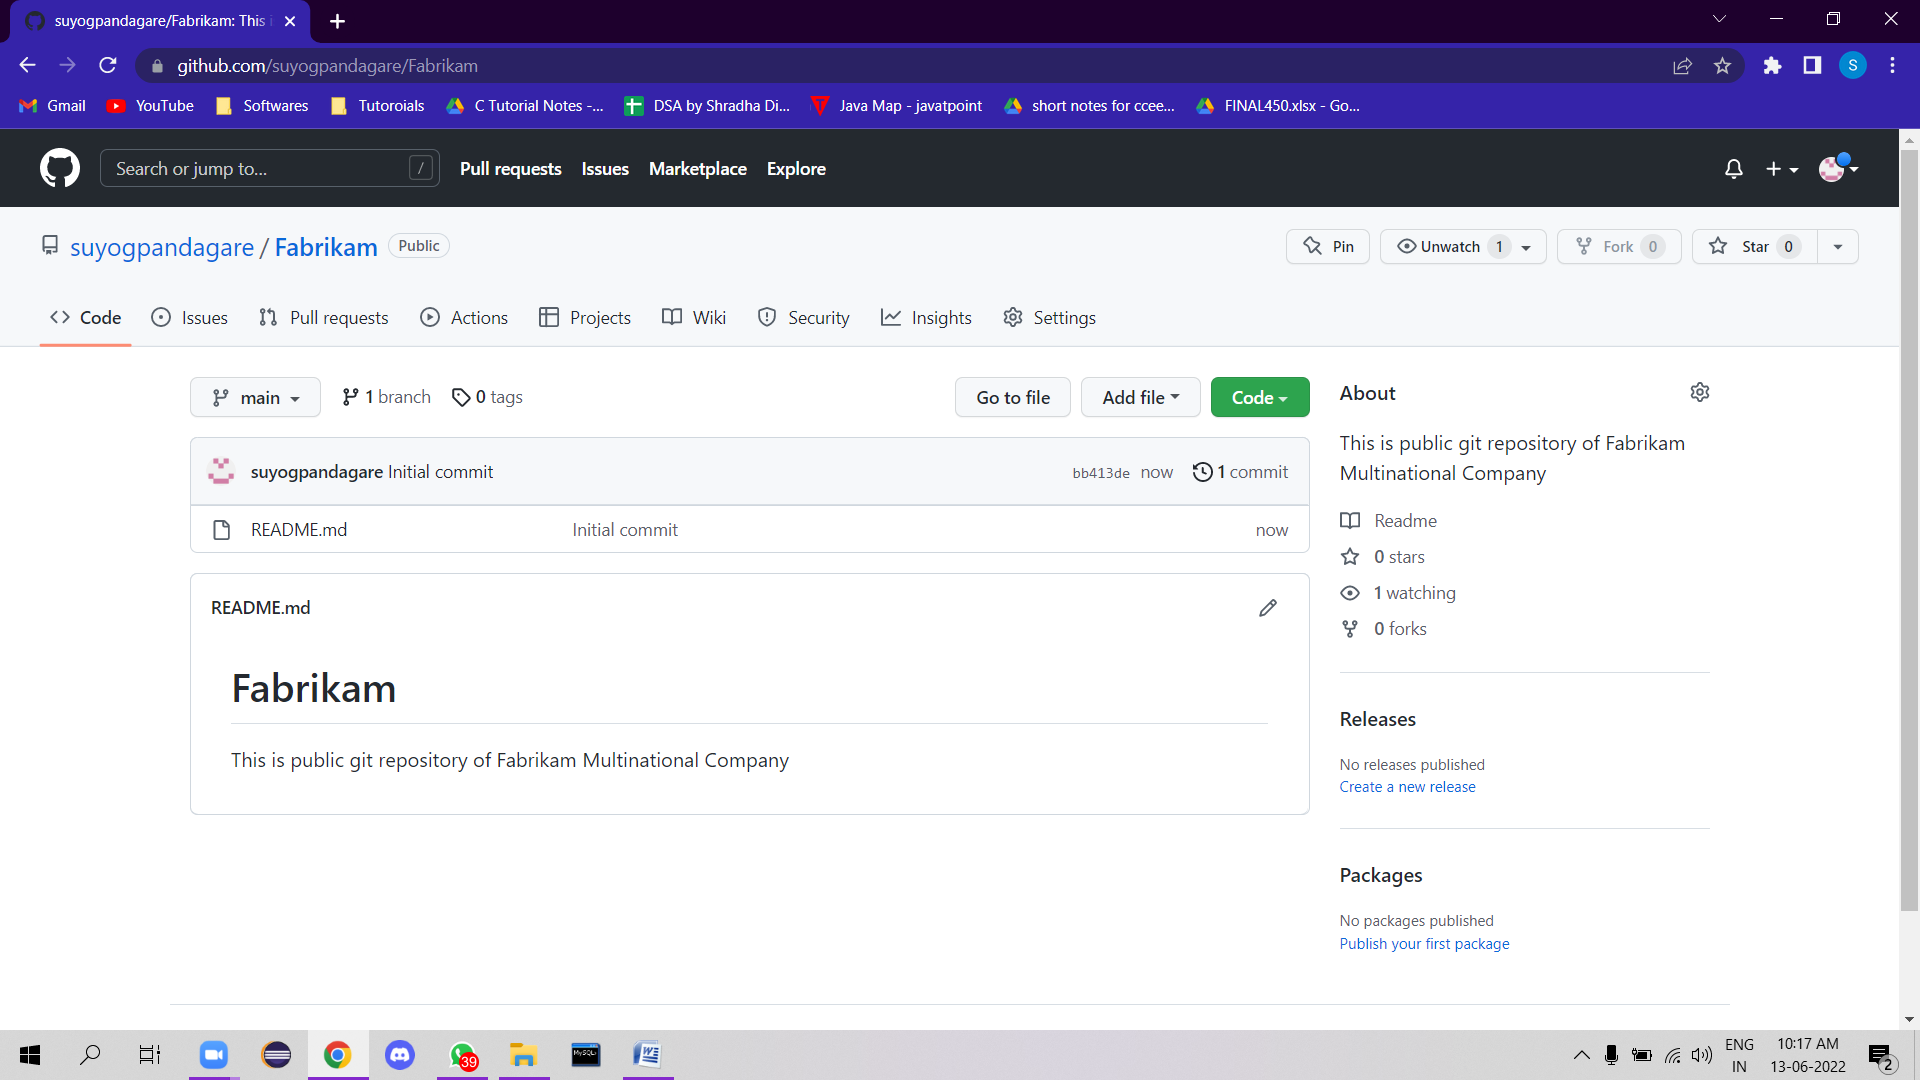 suyogpandagare/Fabrikam: This i
github.com/suyogpandagare/Fabrikam
S
Gmail
YouTube
Softwares
Tutoroials
C Tutorial Notes -...
DSA by Shradha Di...
Java Map - javatpoint
short notes for ccee...
FINAL450.xlsx - Go...
Search or jump to...
/
Pull requests
Issues
Marketplace
Explore
suyogpandagare / Fabrikam
Public
Pin
Unwatch 1
Fork 0
Star 0
Code
Issues
Pull requests
Actions
Projects
Wiki
Security
Insights
Settings
main
1 branch
0 tags
Go to file
Add file
Code
suyogpandagare Initial commit
bb413de now
1 commit
README.md
Initial commit
now
README.md
Fabrikam
This is public git repository of Fabrikam Multinational Company
About
This is public git repository of Fabrikam
Multinational Company
Readme
0 stars
1 watching
0 forks
Releases
No releases published
Create a new release
Packages
No packages published
Publish your first package
39
MySQL
ENG
IN
10:17 AM
13-06-2022
2